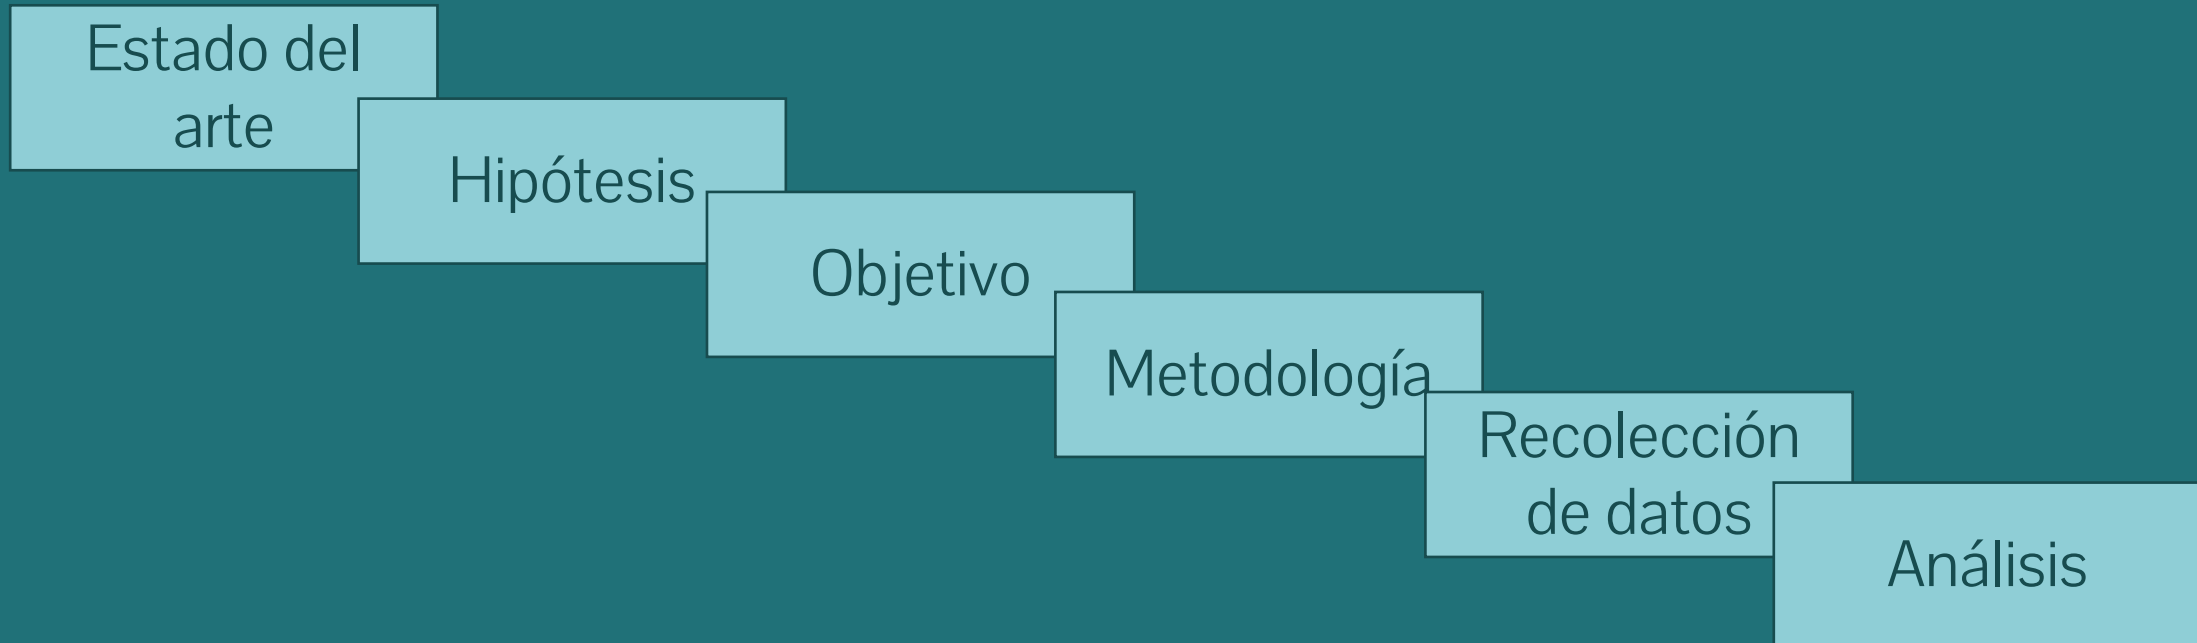 Estado del
arte
Hipótesis
Objetivo
Metodología
Recolección
de datos
Análisis